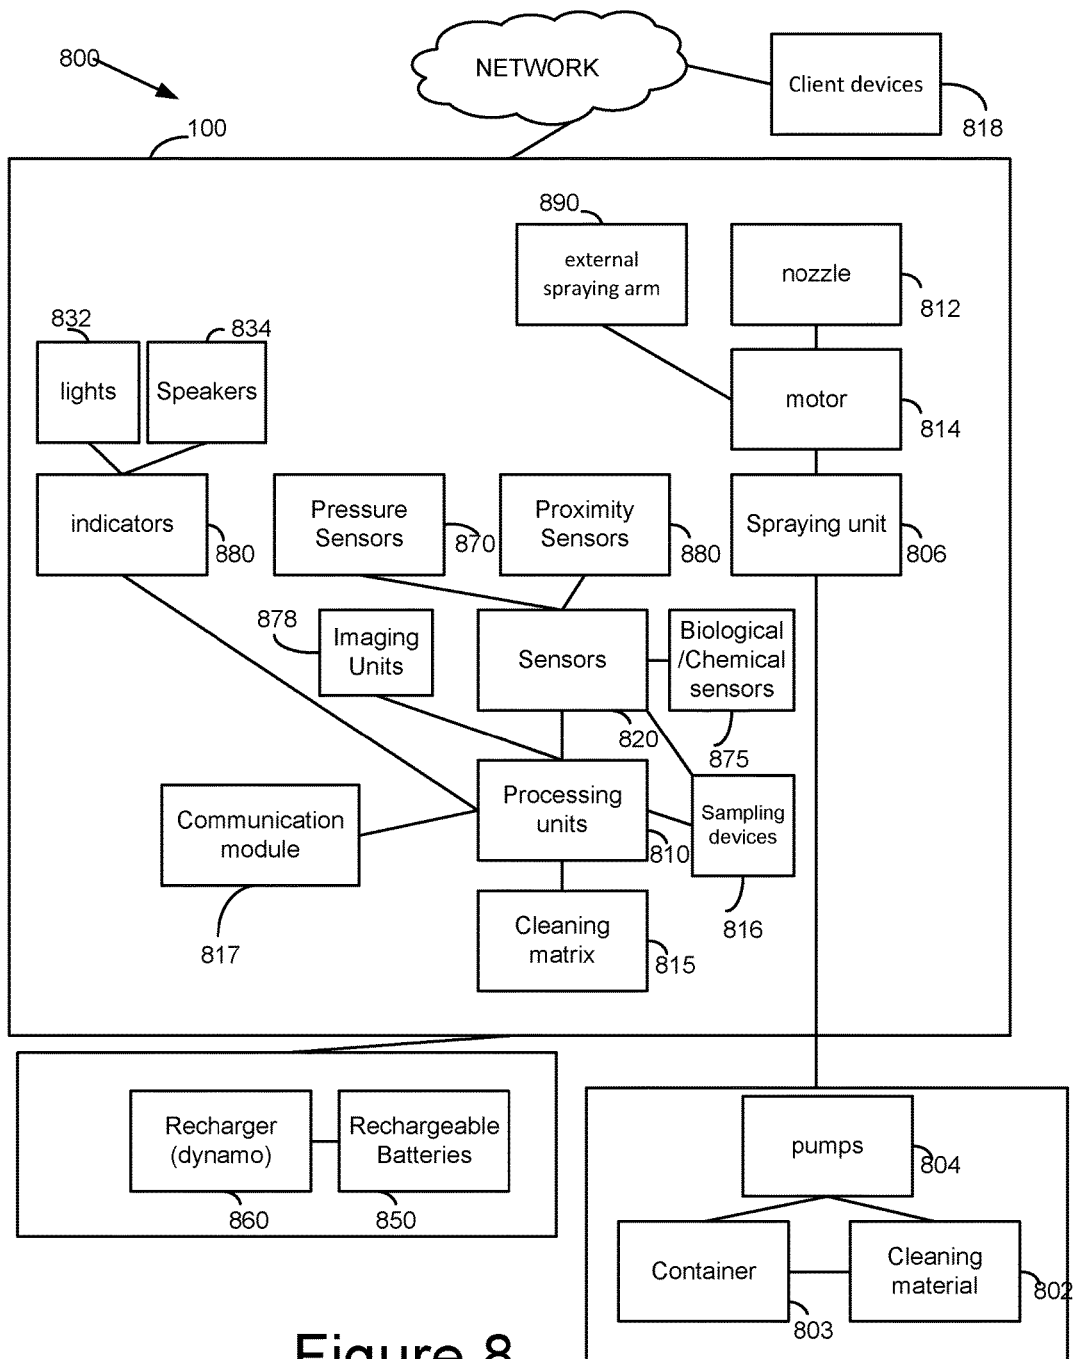 800
NETWORK
Client devices
818
100
890
external
spraying arm
nozzle
812
832
834
lights
Speakers
motor
814
indicators
880
Pressure
Sensors
870
Proximity
Sensors
880
Spraying unit
806
878
Imaging
Units
Sensors
820
Biological
/Chemical
sensors
875
Processing
units
810
Sampling
devices
816
Communication
module
817
Cleaning
matrix
815
Recharger
(dynamo)
860
Rechargeable
Batteries
850
pumps
804
Container
803
Cleaning
material
802
Figure 8